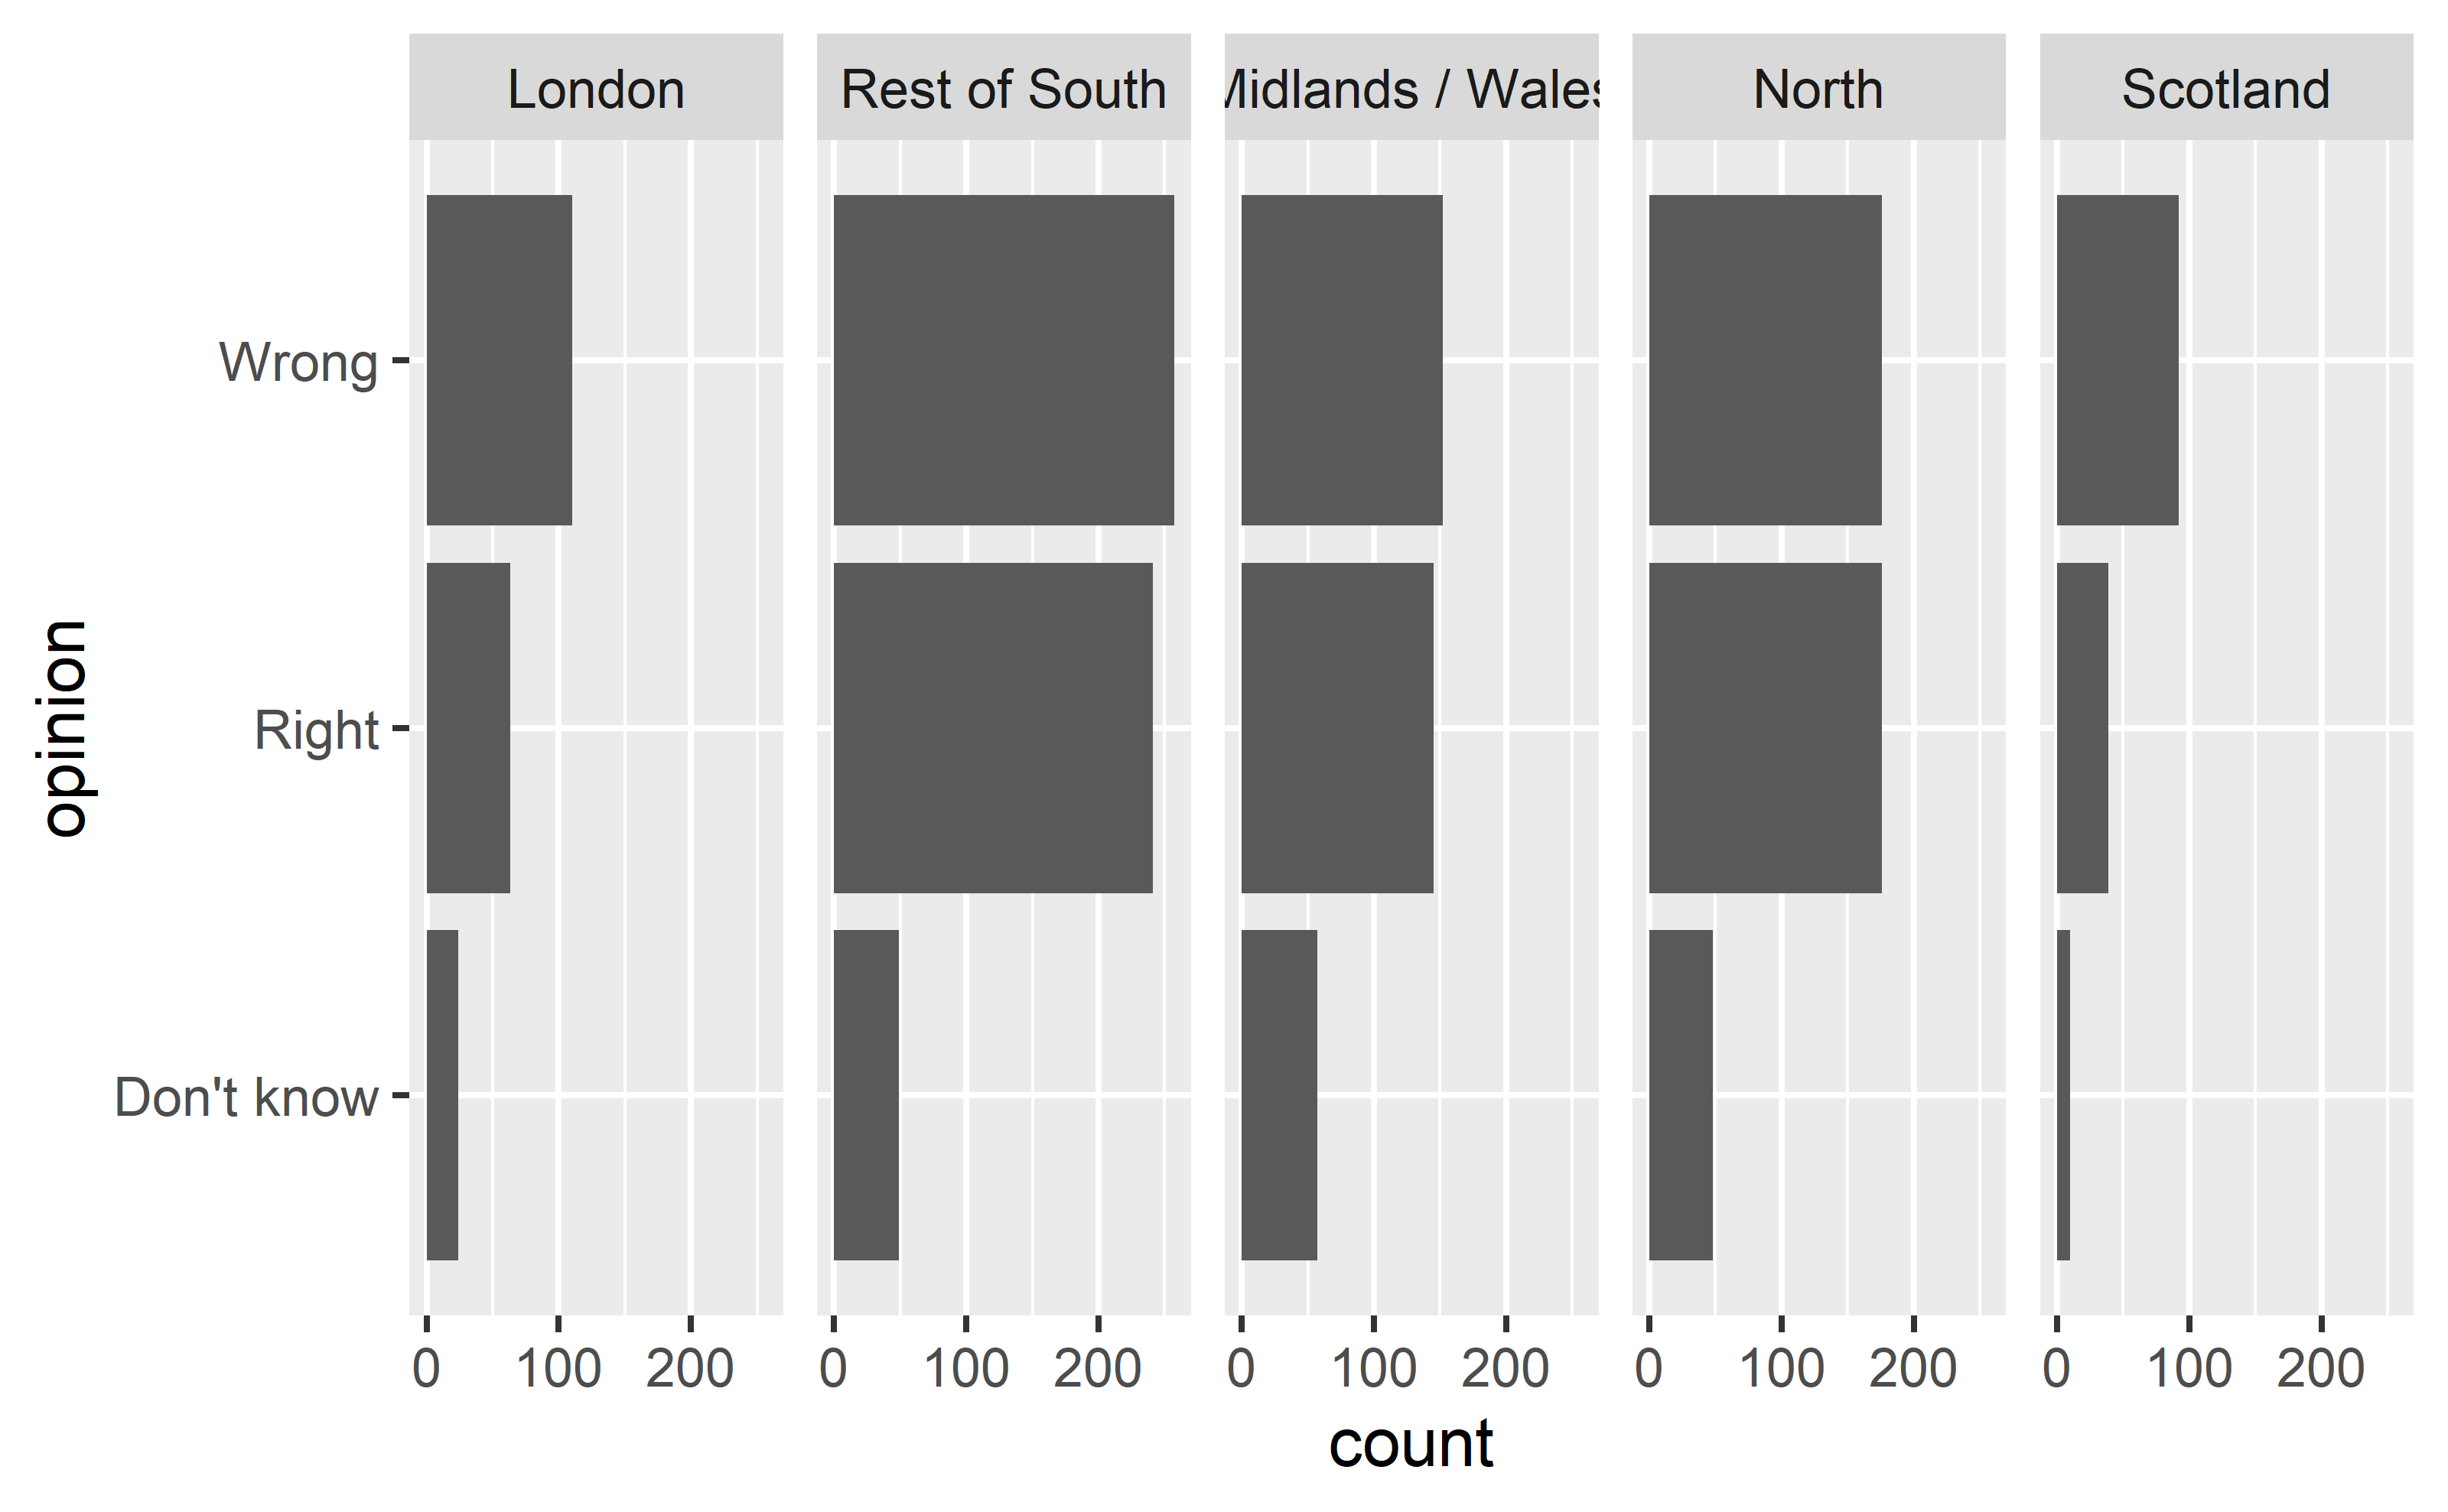 London
Rest of South
Midlands / Wales
North
Scotland
opinion
Wrong
Right
Don't know
0 100 200
0 100 200
0 100 200
0 100 200
0 100 200
count